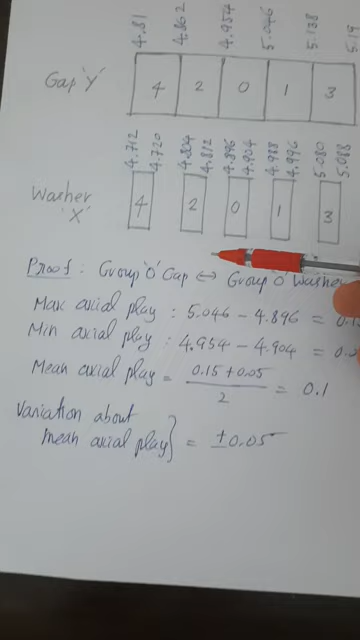 4.81 4.862 4.954 5.046 5.138 5.19
Gap 'Y' 4 2 0 1 3
4.712 4.720 4.804 4.812 4.896 4.904 4.988 4.996 5.080 5.088
Washer 'X' 4 2 0 1 3
Proof : Group 'O' Gap ↔ Group 'O' Washer
Max axial play : 5.046 - 4.896 =
Min axial play : 4.954 - 4.904 =
Mean axial play = 0.15 + 0.05 / 2 = 0.1
Variation about
mean axial play} = ±0.05